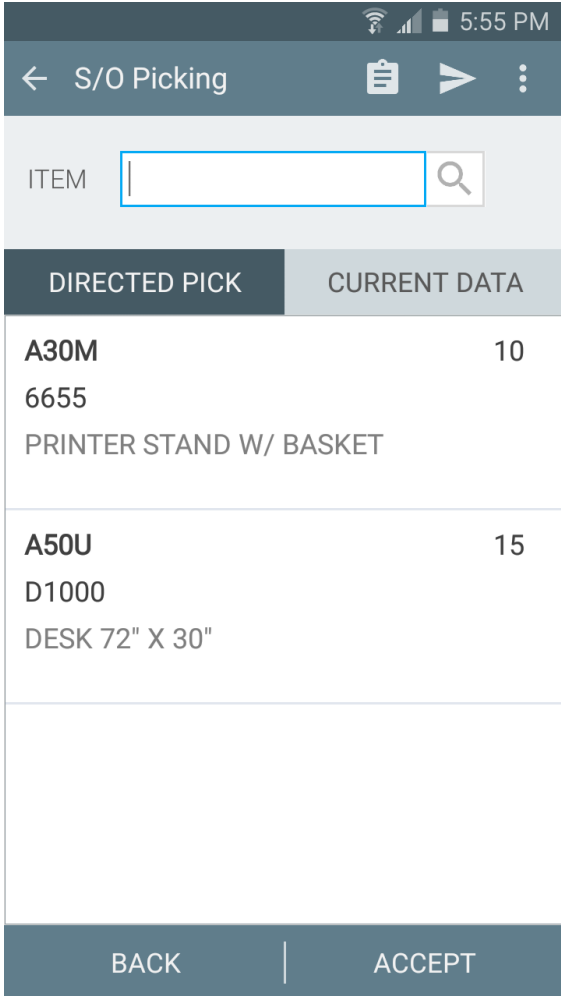 5:55 PM
S/O Picking
ITEM
DIRECTED PICK CURRENT DATA
A30M 10
6655
PRINTER STAND W/ BASKET
A50U 15
D1000
DESK 72" X 30"
BACK ACCEPT